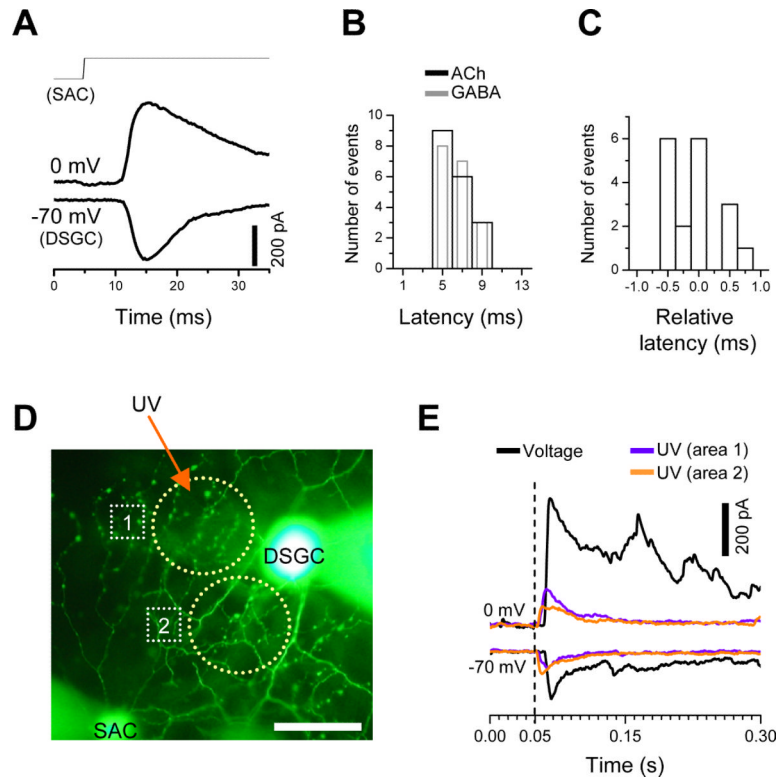 A
(SAC)
0 mV
-70 mV
(DSGC)
200 pA
0 10 20 30
Time (ms)
B
ACh
GABA
Number of events
10
8
6
4
2
0
1 5 7 9 13
Latency (ms)
C
Number of events
6
4
2
0
-1.0 -0.5 0.0 0.5 1.0
Relative
latency (ms)
D
UV
1
DSGC
2
SAC
E
Voltage
UV (area 1)
UV (area 2)
200 pA
0 mV
-70 mV
0.00 0.05 0.15 0.30
Time (s)